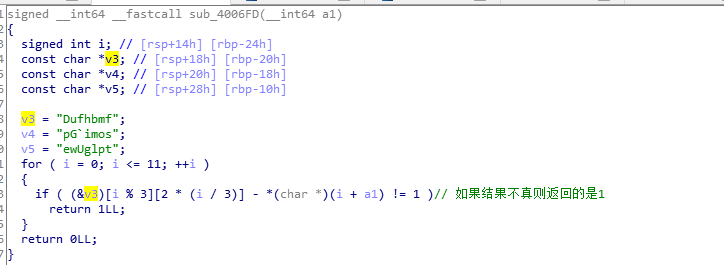 signed __int64 __fastcall sub_4006FD(__int64 a1)
{
signed int i; // [rsp+14h] [rbp-24h]
const char *v3; // [rsp+18h] [rbp-20h]
const char *v4; // [rsp+20h] [rbp-18h]
const char *v5; // [rsp+28h] [rbp-10h]
v3 = "Dufhbmf";
v4 = "pG`imos";
v5 = "ewUglpt";
for ( i = 0; i <= 11; ++i )
{
if ( (&v3)[i % 3][2 * (i / 3)] - *(char *)(i + a1) != 1 )// 如果结果不真则返回的是1
return 1LL;
}
return 0LL;
}